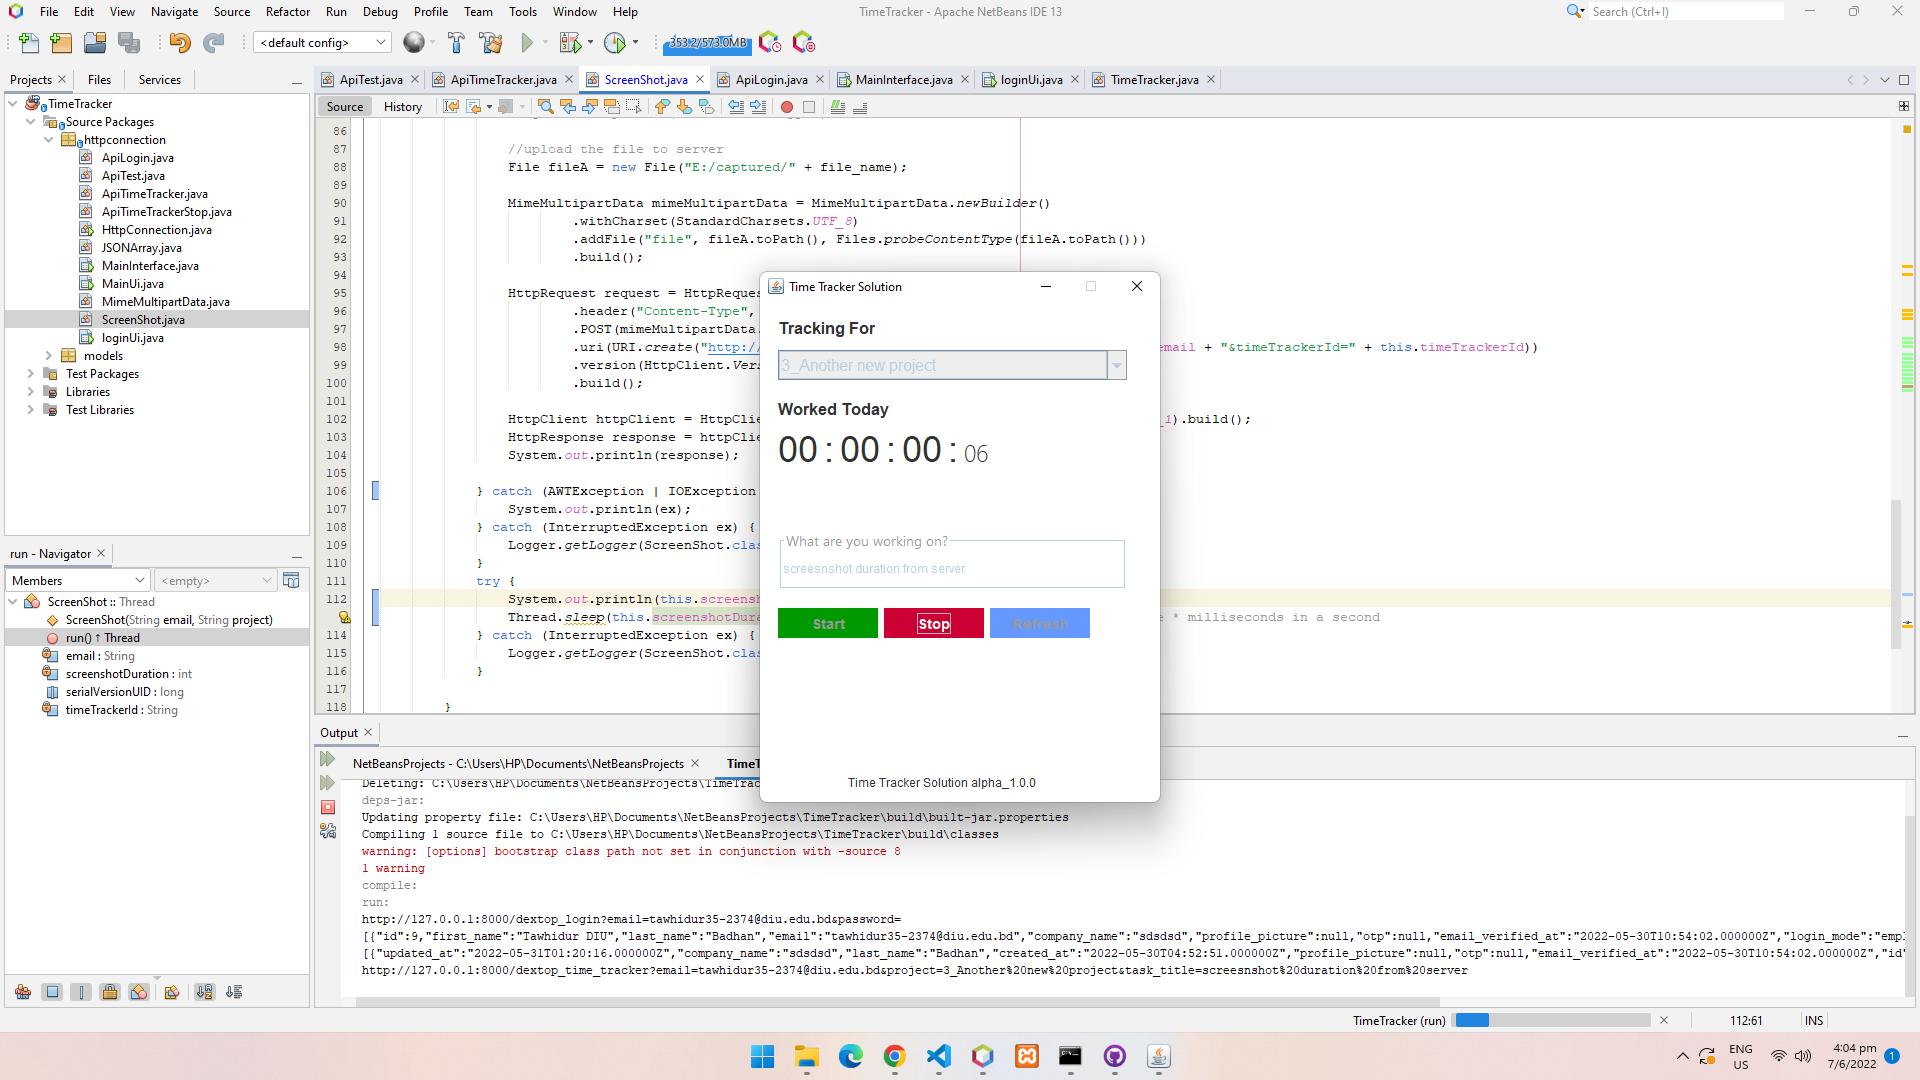 File Edit View Navigate Source Refactor Run Debug Profile Team Tools Window Help
TimeTracker - Apache NetBeans IDE 13
Search (Ctrl+I)
<default config>
353.2/573.0MB
Projects Files Services
ApiTest.java ApiTimeTracker.java ScreenShot.java ApiLogin.java MainInterface.java loginUi.java TimeTracker.java
Source History
TimeTracker
Source Packages
httpconnection
ApiLogin.java
ApiTest.java
ApiTimeTracker.java
ApiTimeTrackerStop.java
HttpConnection.java
JSONArray.java
MainInterface.java
MainUi.java
MimeMultipartData.java
ScreenShot.java
loginUi.java
models
Test Packages
Libraries
Test Libraries
run - Navigator
Members
<empty>
ScreenShot :: Thread
ScreenShot(String email, String project)
run() ↑ Thread
email : String
screenshotDuration : int
serialVersionUID : long
timeTrackerId : String
86
87 //upload the file to server
88 File fileA = new File("E:/captured/" + file_name);
89
90 MimeMultipartData mimeMultipartData = MimeMultipartData.newBuilder()
91 .withCharset(StandardCharsets.UTF_8)
92 .addFile("file", fileA.toPath(), Files.probeContentType(fileA.toPath()))
93 .build();
94
95 HttpRequest request = HttpReques
96 .header("Content-Type",
97 .POST(mimeMultipartData.
98 .uri(URI.create("http:/ email + "&timeTrackerId=" + this.timeTrackerId))
99 .version(HttpClient.Vers
100 .build();
101
102 HttpClient httpClient = HttpClie _1).build();
103 HttpResponse response = httpClie
104 System.out.println(response);
105
106 } catch (AWTException | IOException
107 System.out.println(ex);
108 } catch (InterruptedException ex) {
109 Logger.getLogger(ScreenShot.clas
110 }
111 try {
112 System.out.println(this.screensh
Thread.sleep(this.screenshotDura * milliseconds in a second
114 } catch (InterruptedException ex) {
115 Logger.getLogger(ScreenShot.clas
116 }
117
118 }
Time Tracker Solution
Tracking For
3_Another new project
Worked Today
00 : 00 : 00 : 06
What are you working on?
screesnshot duration from server
Start Stop Refresh
Time Tracker Solution alpha_1.0.0
Output
NetBeansProjects - C:\Users\HP\Documents\NetBeansProjects
TimeT
Deleting: C:\Users\HP\Documents\NetBeansProjects\TimeTrac
deps-jar:
Updating property file: C:\Users\HP\Documents\NetBeansProjects\TimeTracker\build\built-jar.properties
Compiling 1 source file to C:\Users\HP\Documents\NetBeansProjects\TimeTracker\build\classes
warning: [options] bootstrap class path not set in conjunction with -source 8
1 warning
compile:
run:
http://127.0.0.1:8000/dextop_login?email=tawhidur35-2374@diu.edu.bd&password=
[{"id":9,"first_name":"Tawhidur DIU","last_name":"Badhan","email":"tawhidur35-2374@diu.edu.bd","company_name":"sdsdsd","profile_picture":null,"otp":null,"email_verified_at":"2022-05-30T10:54:02.000000Z","login_mode":"empl
[{"updated_at":"2022-05-31T01:20:16.000000Z","company_name":"sdsdsd","last_name":"Badhan","created_at":"2022-05-30T04:52:51.000000Z","profile_picture":null,"otp":null,"email_verified_at":"2022-05-30T10:54:02.000000Z","id"
http://127.0.0.1:8000/dextop_time_tracker?email=tawhidur35-2374@diu.edu.bd&project=3_Another%20new%20project&task_title=screesnshot%20duration%20from%20server
TimeTracker (run)
112:61
INS
ENG
US
4:04 pm
7/6/2022
1